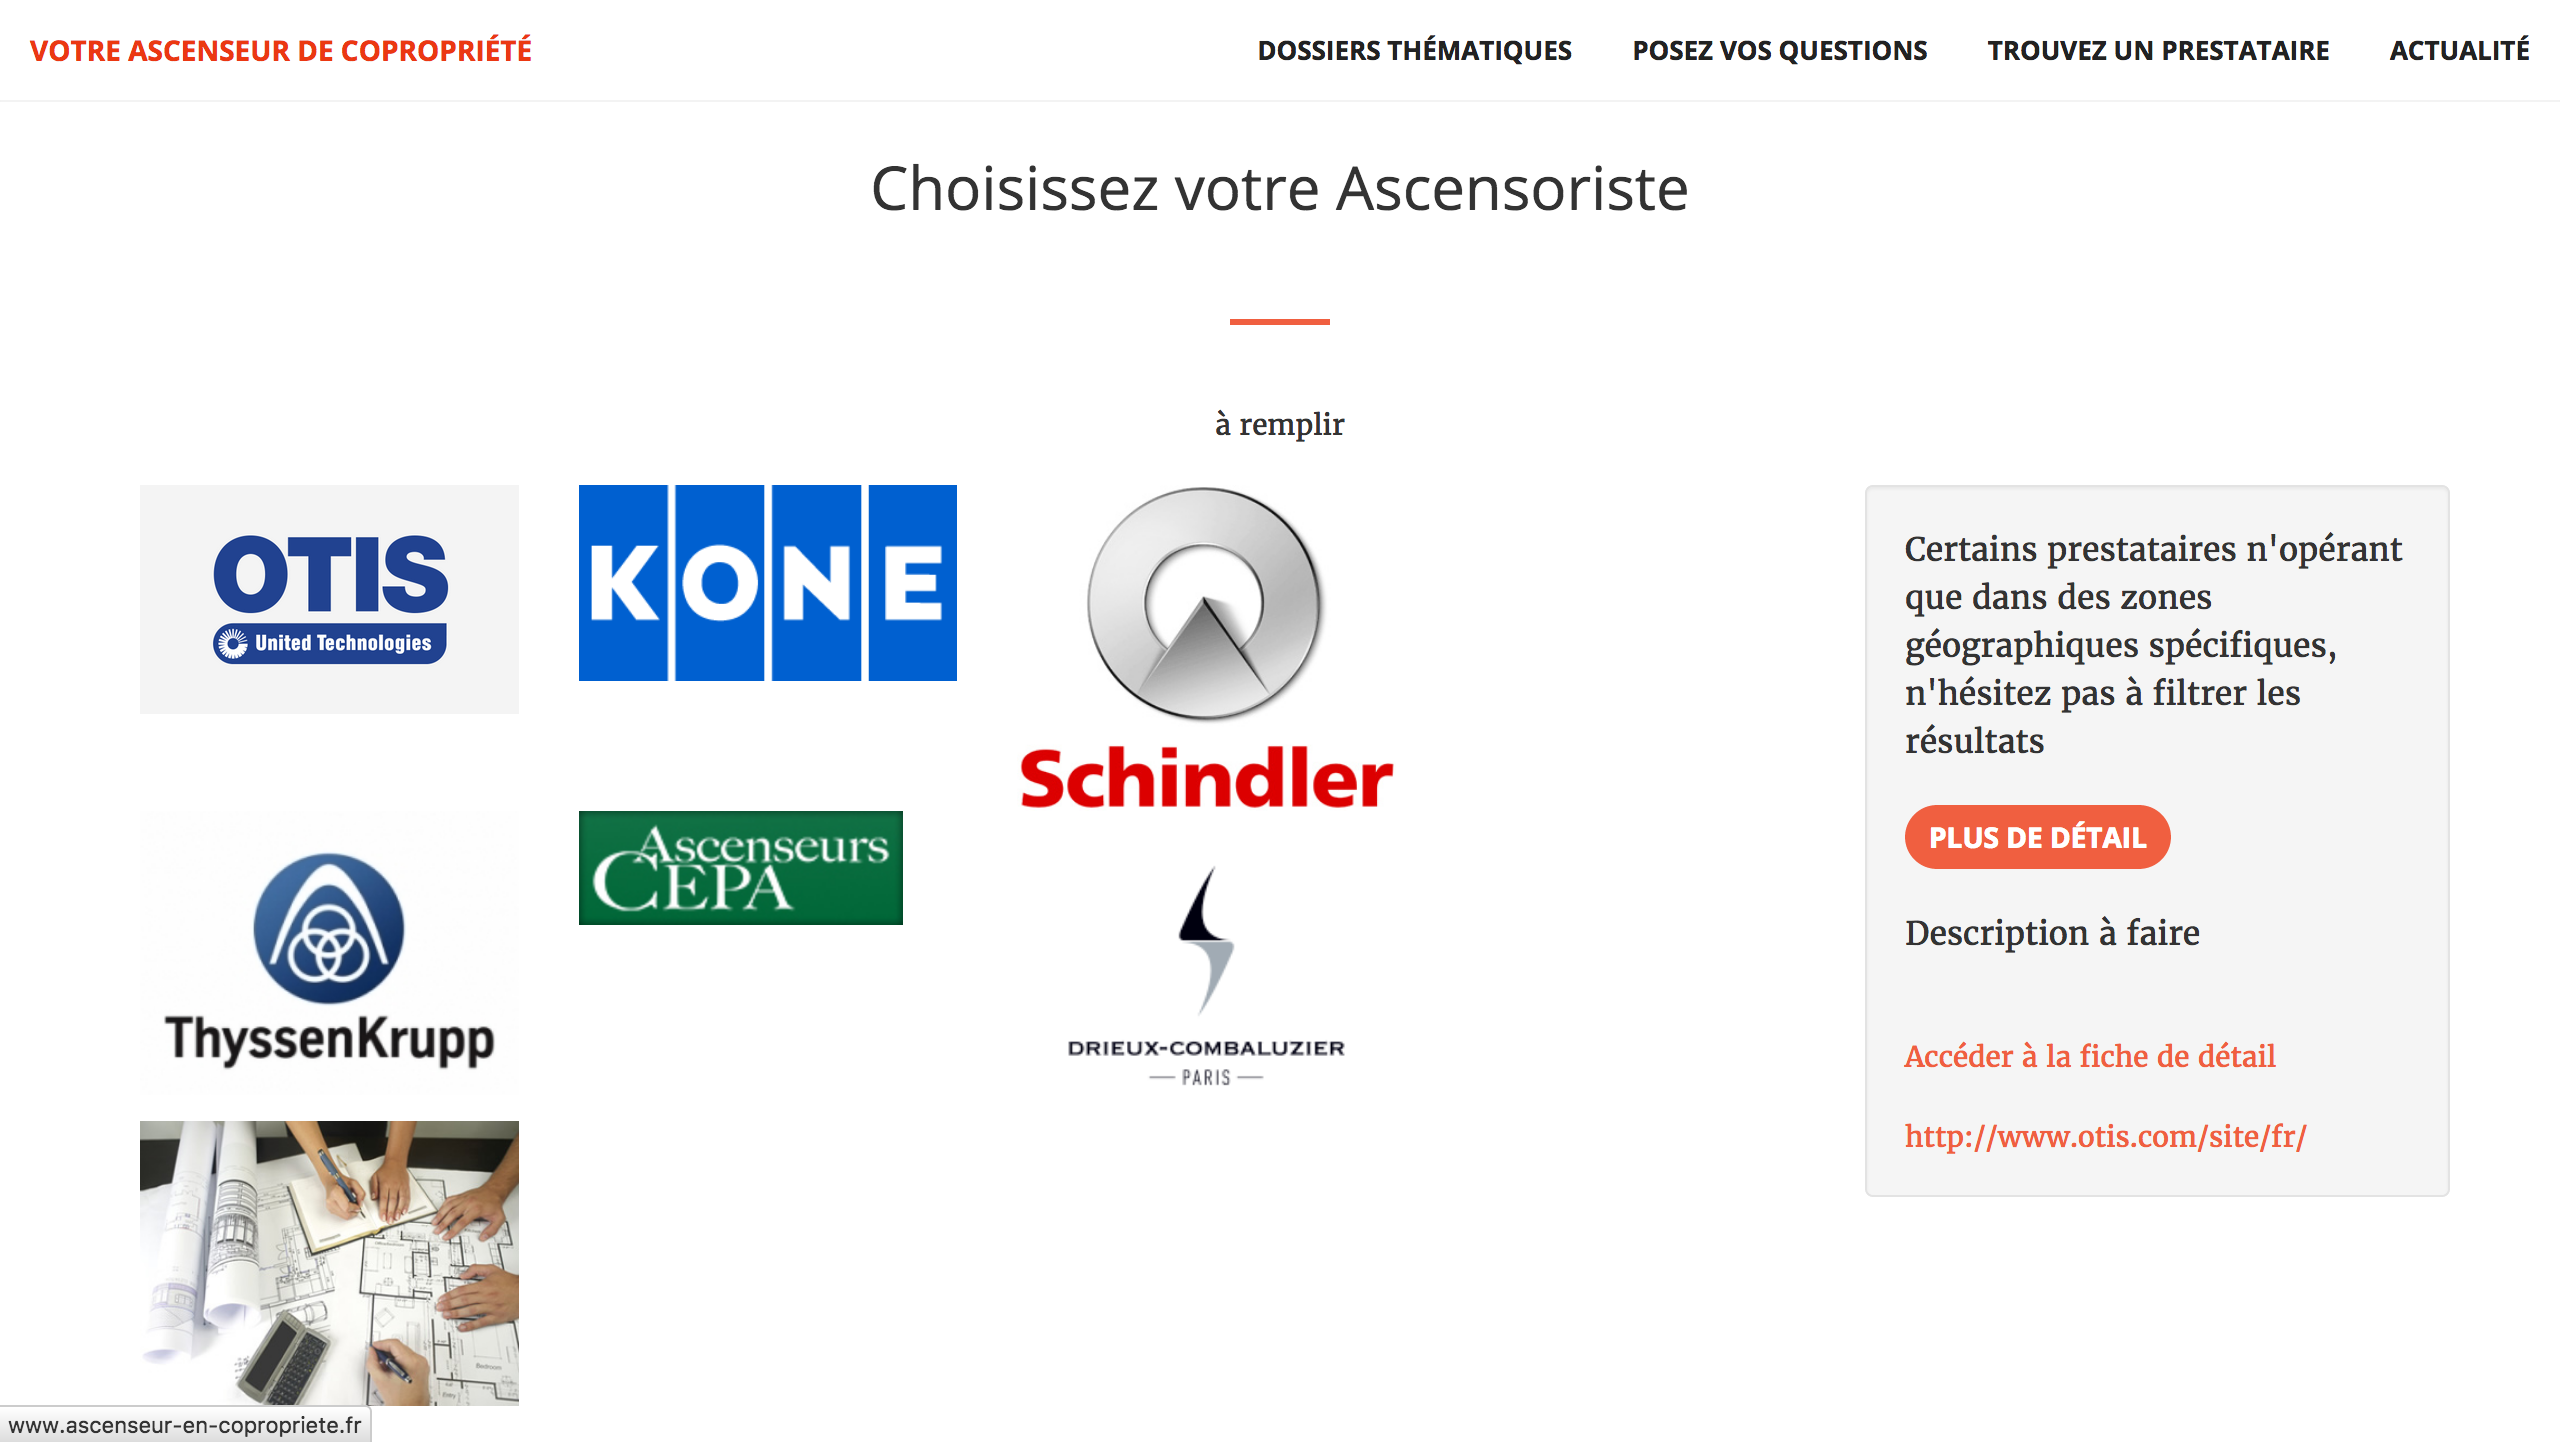 VOTRE ASCENSEUR DE COPROPRIÉTÉ
DOSSIERS THÉMATIQUES
POSEZ VOS QUESTIONS
TROUVEZ UN PRESTATAIRE
ACTUALITÉ
Choisissez votre Ascensoriste
à remplir
OTIS
United Technologies
KONE
Schindler
ThyssenKrupp
Ascenseurs
CEPA
DRIEUX-COMBALUZIER
PARIS
Certains prestataires n'opérant
que dans des zones
géographiques spécifiques,
n'hésitez pas à filtrer les
résultats
PLUS DE DÉTAIL
Description à faire
Accéder à la fiche de détail
http://www.otis.com/site/fr/
Bedroom
Entry
www.ascenseur-en-copropriete.fr